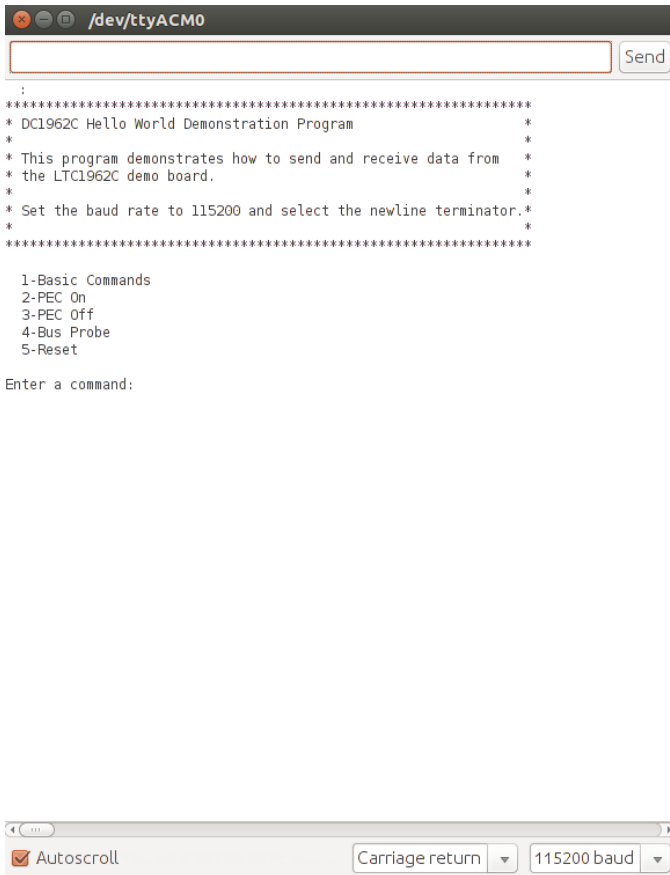 /dev/ttyACM0
Send
:
******************************************************************
* DC1962C Hello World Demonstration Program                      *
*                                                                *
* This program demonstrates how to send and receive data from    *
* the LTC1962C demo board.                                       *
*                                                                *
* Set the baud rate to 115200 and select the newline terminator.*
*                                                                *
******************************************************************
1-Basic Commands
2-PEC On
3-PEC Off
4-Bus Probe
5-Reset
Enter a command:
Autoscroll
Carriage return
115200 baud